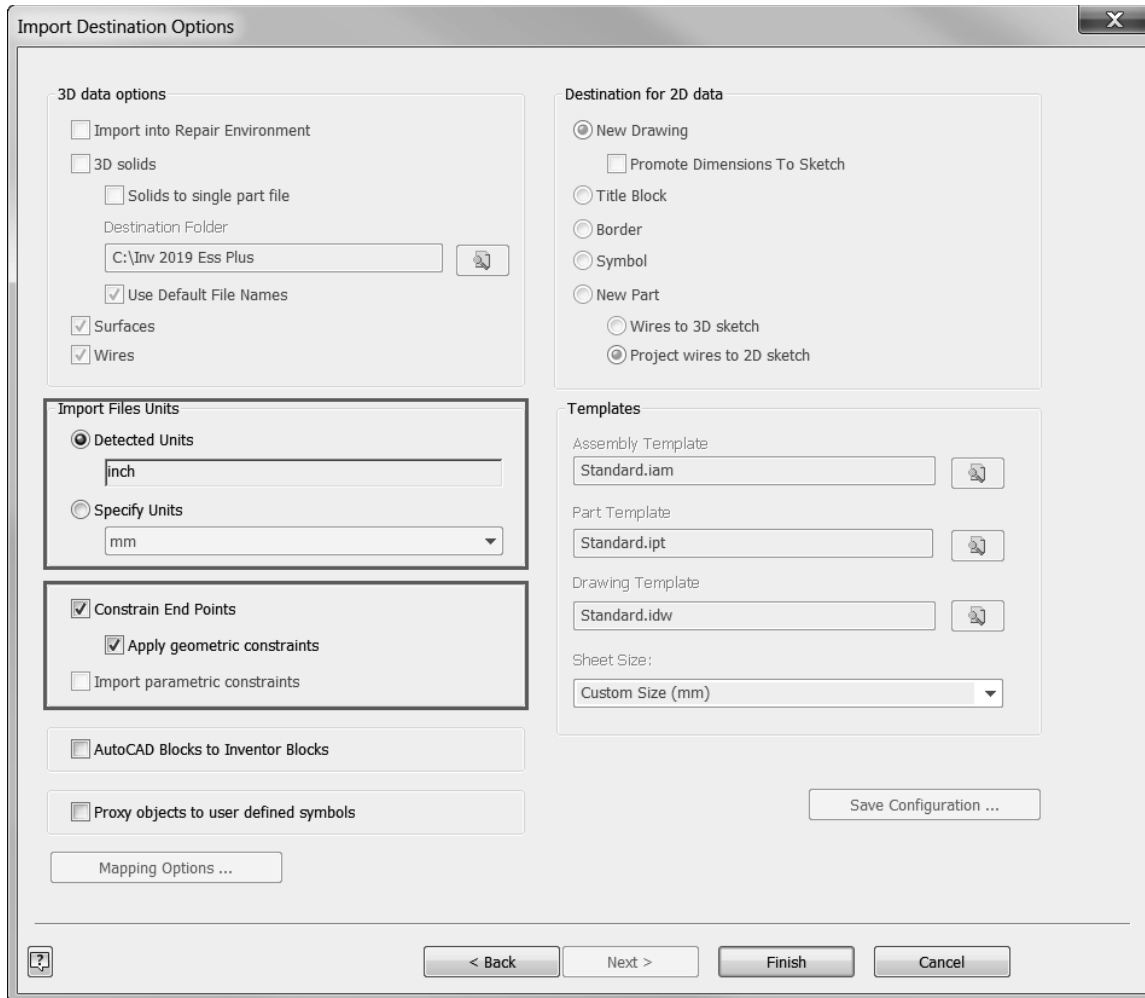 Import Destination Options
X
3D data options
Import into Repair Environment
3D solids
Solids to single part file
Destination Folder
C:\Inv 2019 Ess Plus
Use Default File Names
Surfaces
Wires
Destination for 2D data
New Drawing
Promote Dimensions To Sketch
Title Block
Border
Symbol
New Part
Wires to 3D sketch
Project wires to 2D sketch
Import Files Units
Detected Units
inch
Specify Units
mm
Constrain End Points
Apply geometric constraints
Import parametric constraints
AutoCAD Blocks to Inventor Blocks
Proxy objects to user defined symbols
Mapping Options ...
Templates
Assembly Template
Standard.iam
Part Template
Standard.ipt
Drawing Template
Standard.idw
Sheet Size:
Custom Size (mm)
Save Configuration ...
?
< Back
Next >
Finish
Cancel